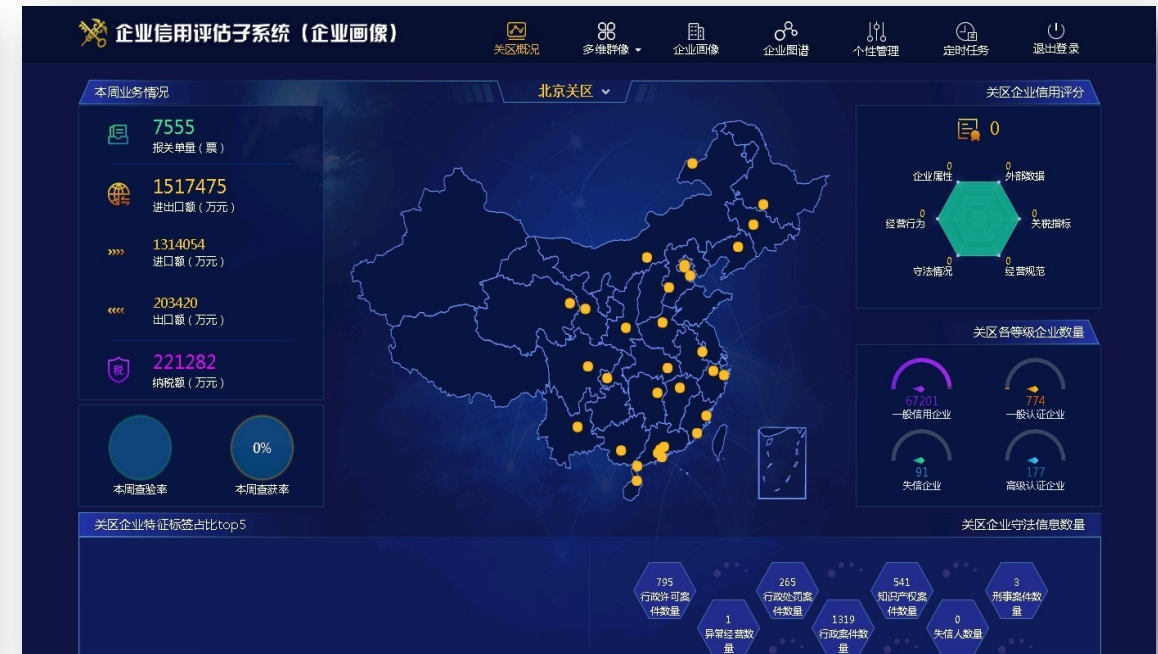 企业信用评估子系统（企业画像）
关区概况
多维群像
企业画像
企业图谱
个性管理
定时任务
退出登录
本周业务情况
北京关区
关区企业信用评分
7555
报关单量（票）
1517475
进出口额（万元）
1314054
进口额（万元）
203420
出口额（万元）
税
221282
纳税额（万元）
0%
本周查验率
本周查获率
0
0
企业属性
0
外部数据
0
经营行为
0
关税指标
0
守法情况
0
经营规范
关区各等级企业数量
67201
一般信用企业
774
一般认证企业
91
失信企业
177
高级认证企业
关区企业特征标签占比top5
关区企业守法信息数量
795
行政许可案
件数量
265
行政处罚案
件数量
541
知识产权案
件数量
3
刑事案件数
量
1
异常经营数
量
1319
行政案件数
量
0
失信人数量